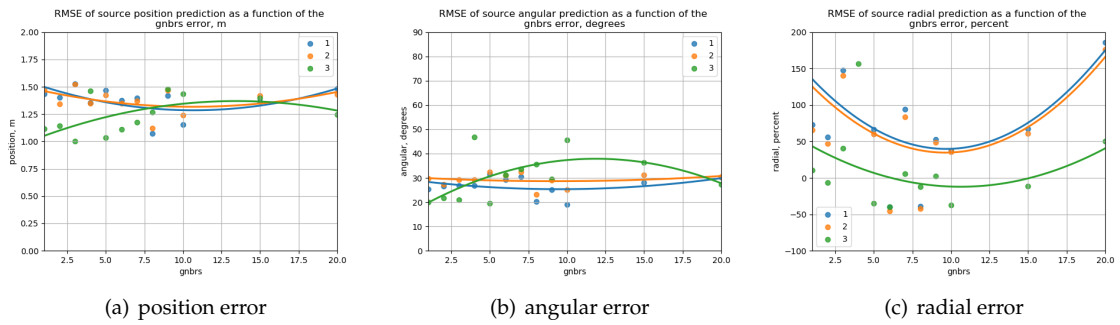 RMSE of source position prediction as a function of the
gnbrs error, m
2.00
1.75
1.50
1.25
1.00
0.75
0.50
0.25
0.00
position, m
2.5 5.0 7.5 10.0 12.5 15.0 17.5 20.0
gnbrs
1
2
3
(a) position error
RMSE of source angular prediction as a function of the
gnbrs error, degrees
90
80
70
60
50
40
30
20
10
0
angular, degrees
2.5 5.0 7.5 10.0 12.5 15.0 17.5 20.0
gnbrs
1
2
3
(b) angular error
RMSE of source radial prediction as a function of the
gnbrs error, percent
200
150
100
50
0
−50
−100
radial, percent
2.5 5.0 7.5 10.0 12.5 15.0 17.5 20.0
gnbrs
1
2
3
(c) radial error